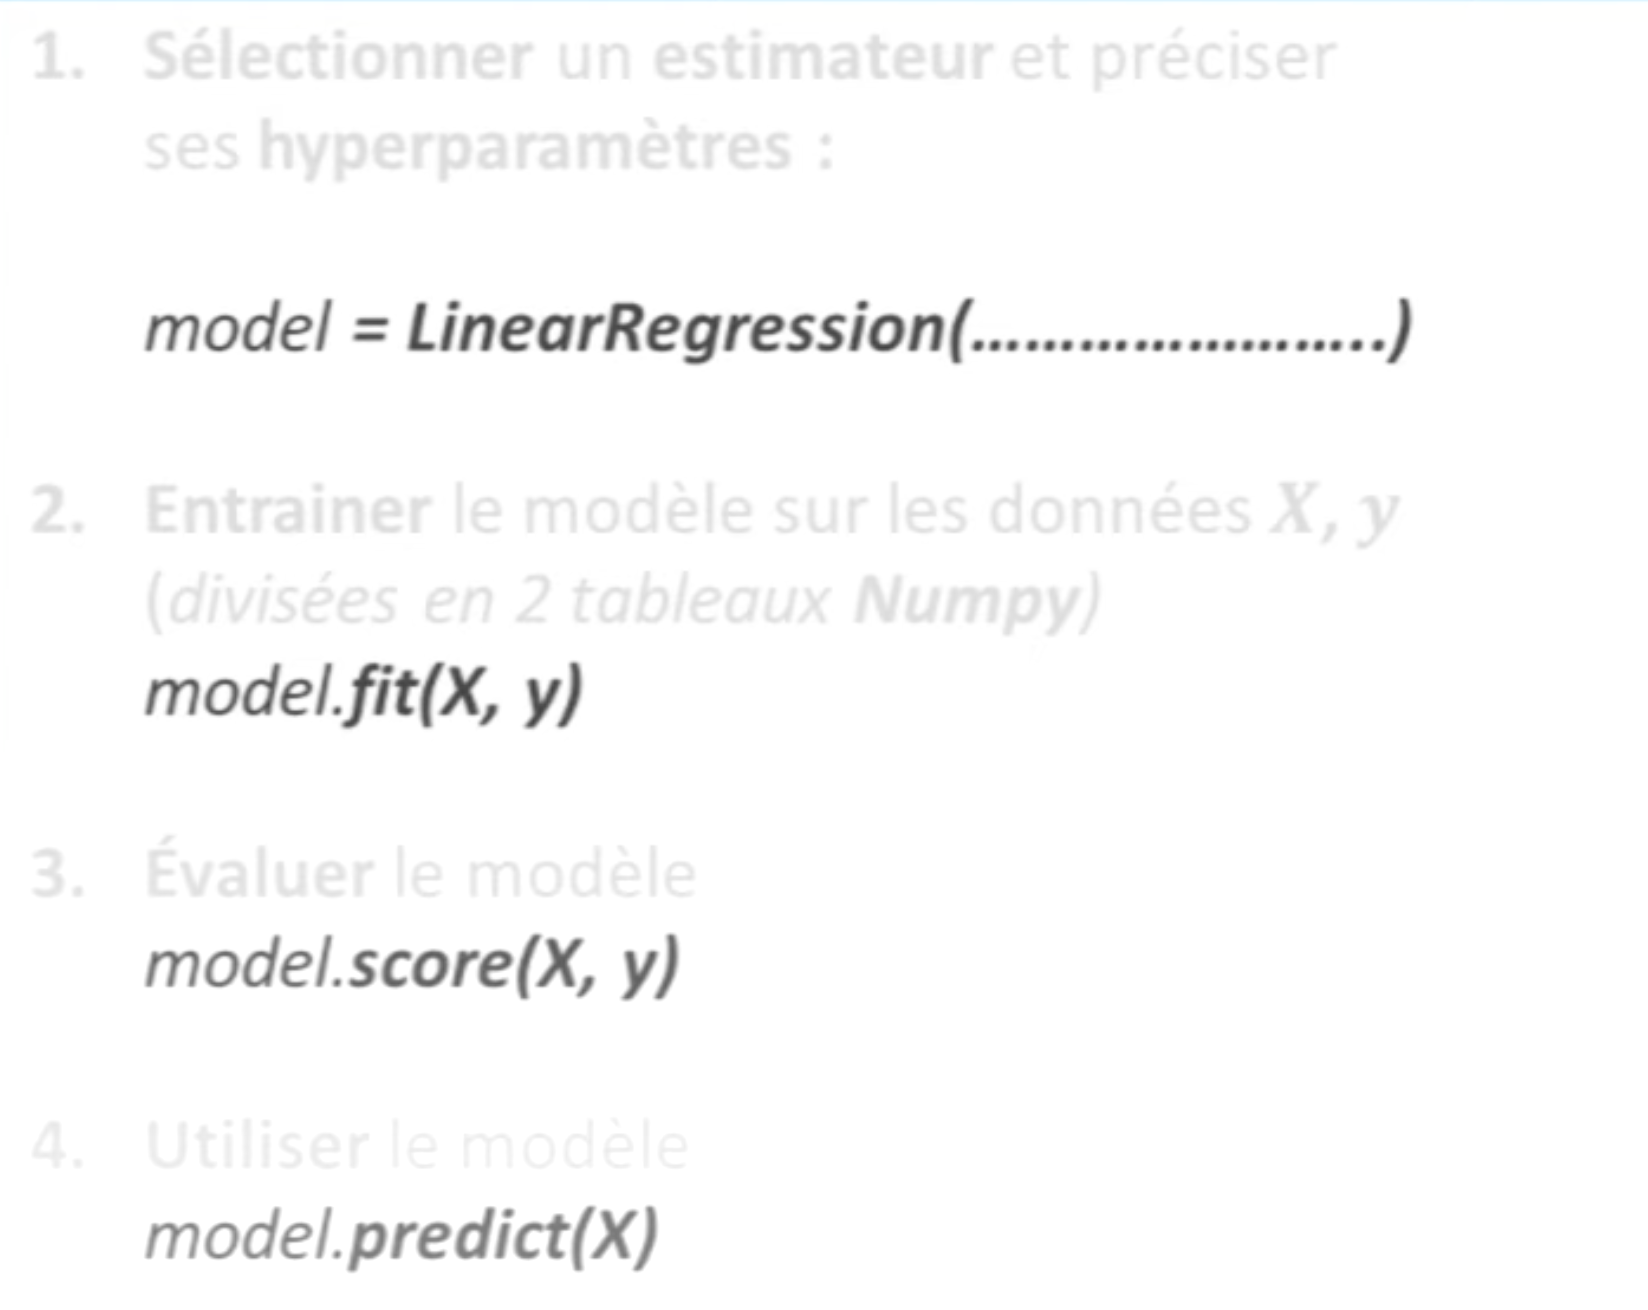 1. Sélectionner un estimateur et préciser
ses hyperparamètres :
model = LinearRegression(........................)
2. Entrainer le modèle sur les données X, y
(divisées en 2 tableaux Numpy)
model.fit(X, y)
3. Évaluer le modèle
model.score(X, y)
4. Utiliser le modèle
model.predict(X)